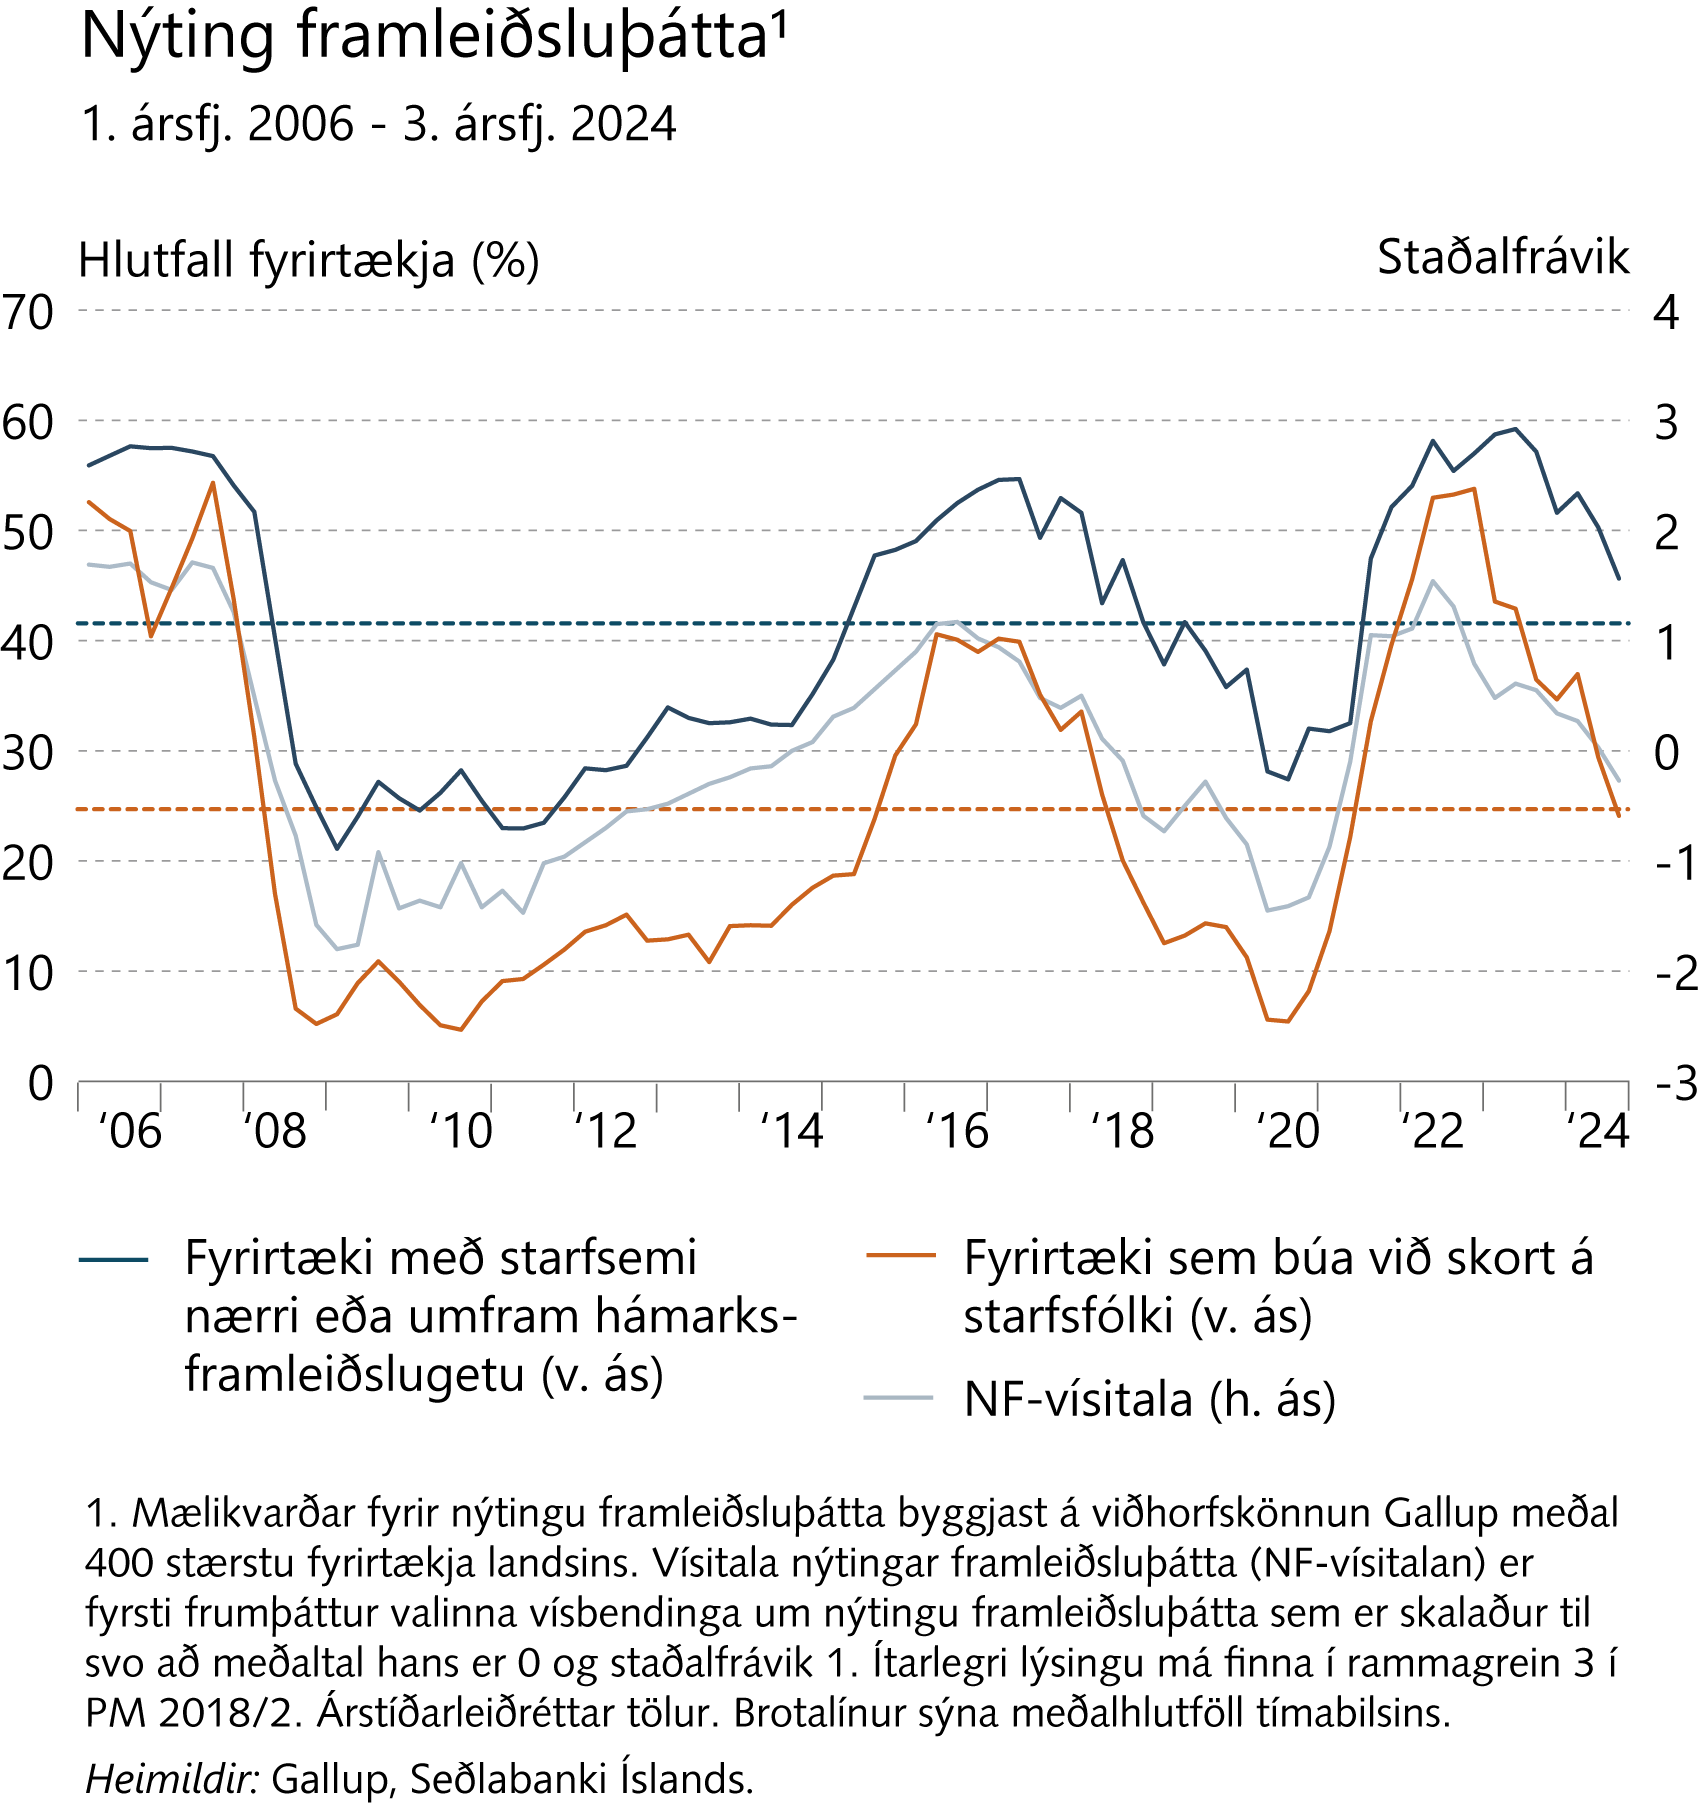 Nýting framleiðsluþátta¹
1. ársfj. 2006 - 3. ársfj. 2024
Hlutfall fyrirtækja (%)
Staðalfrávik
70
4
60
3
50
2
40
1
30
0
20
-1
10
-2
0
-3
‘06 ‘08 ‘10 ‘12 ‘14 ‘16 ‘18 ‘20 ‘22 ‘24
Fyrirtæki með starfsemi
nærri eða umfram hámarks-
framleiðslugetu (v. ás)
Fyrirtæki sem búa við skort á
starfsfólki (v. ás)
NF-vísitala (h. ás)
1. Mælikvarðar fyrir nýtingu framleiðsluþátta byggjast á viðhorfskönnun Gallup meðal
400 stærstu fyrirtækja landsins. Vísitala nýtingar framleiðsluþátta (NF-vísitalan) er
fyrsti frumþáttur valinna vísbendinga um nýtingu framleiðsluþátta sem er skalaður til
svo að meðaltal hans er 0 og staðalfrávik 1. Ítarlegri lýsingu má finna í rammagrein 3 í
PM 2018/2. Árstíðarleiðréttar tölur. Brotalínur sýna meðalhlutföll tímabilsins.
Heimildir: Gallup, Seðlabanki Íslands.